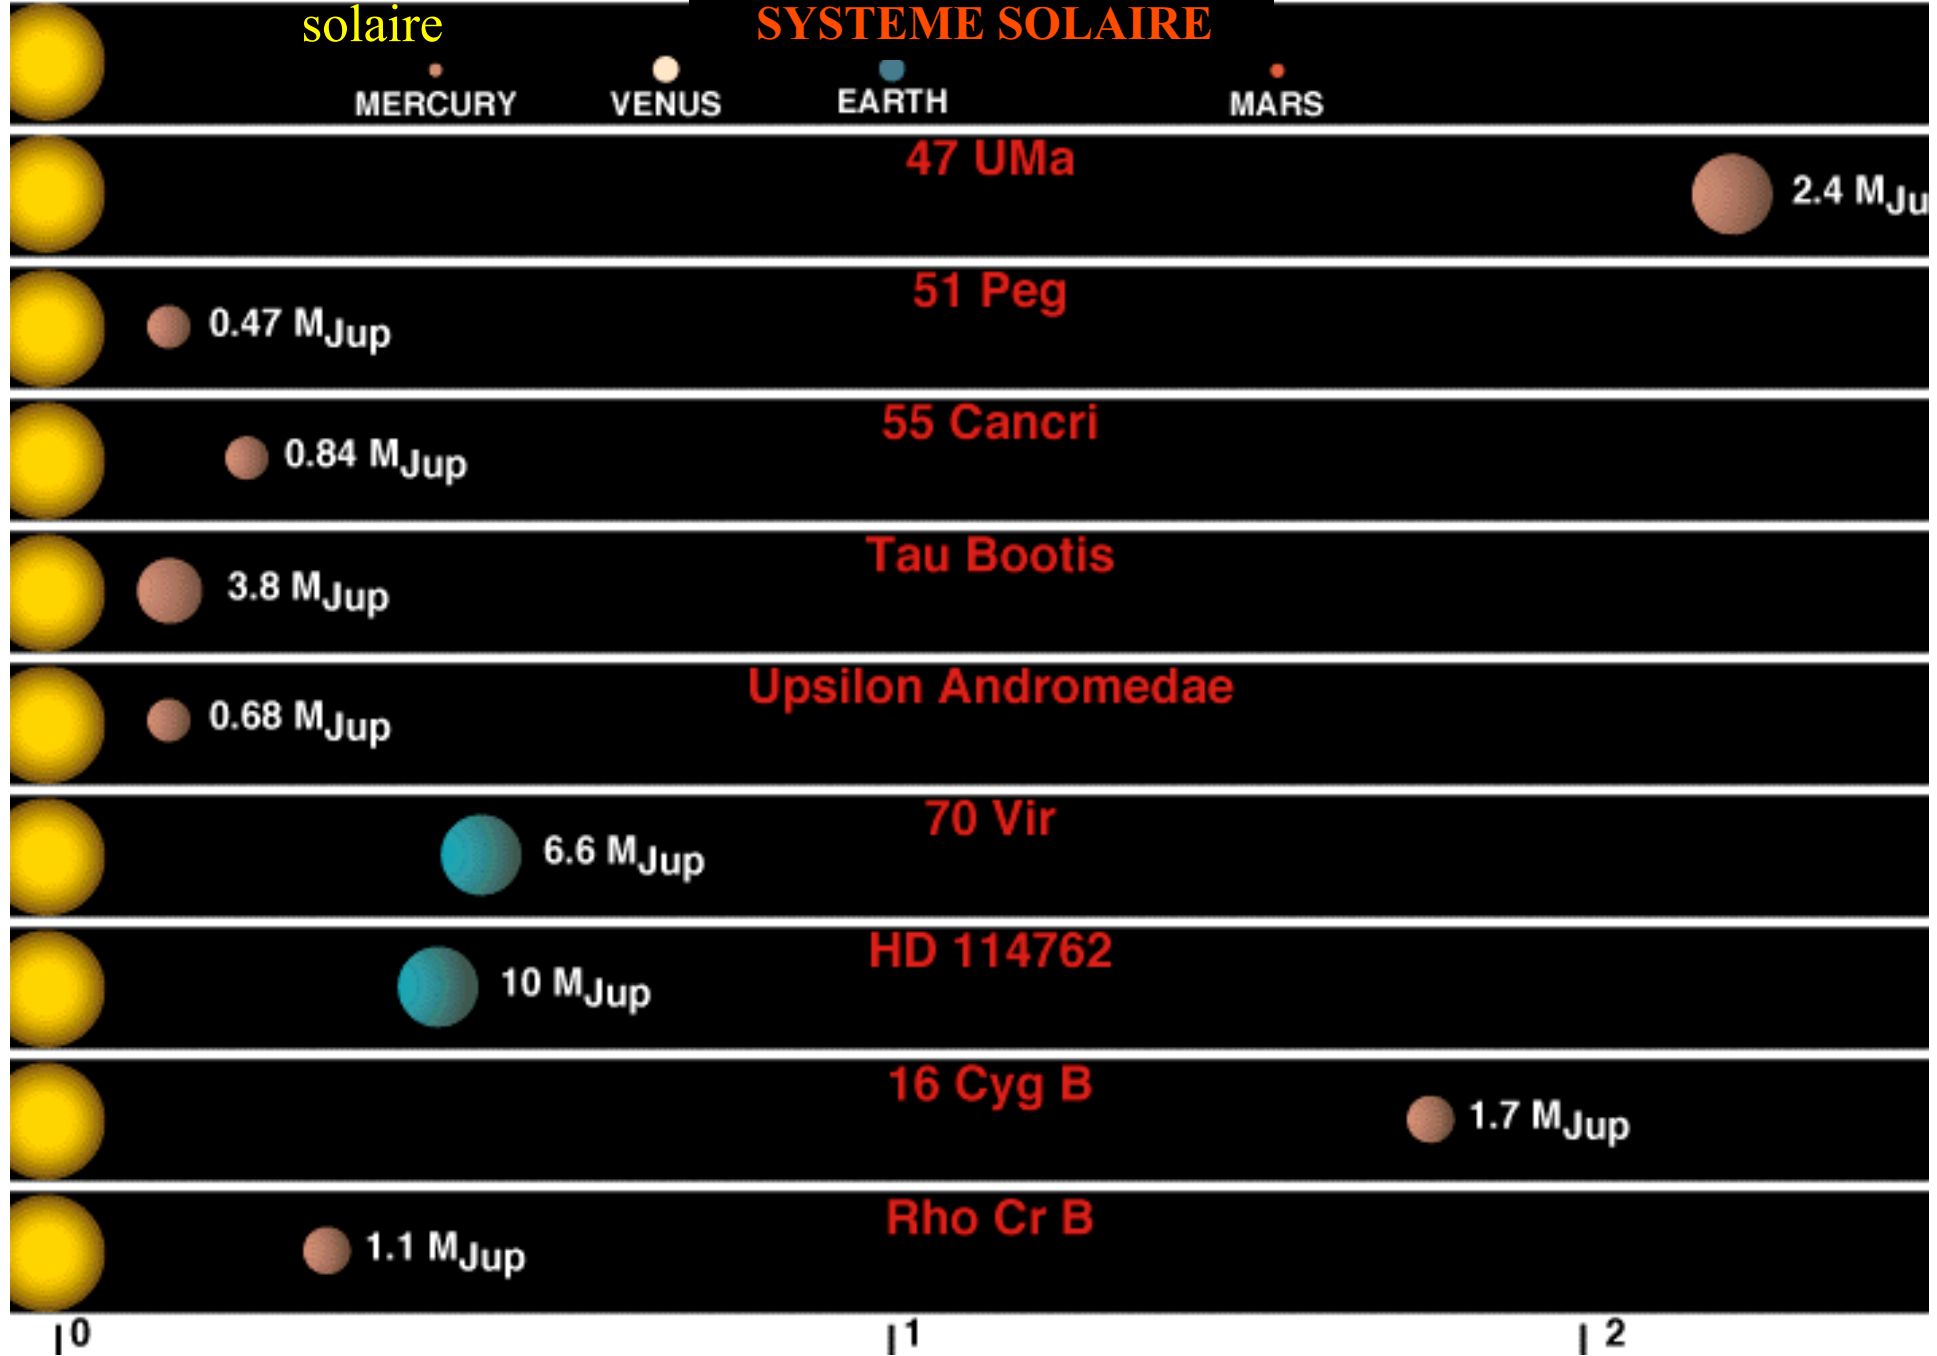 solaire
SYSTEME SOLAIRE
MERCURY VENUS EARTH MARS
47 UMa
2.4 MJu
51 Peg
0.47 MJup
55 Cancri
0.84 MJup
Tau Bootis
3.8 MJup
Upsilon Andromedae
0.68 MJup
70 Vir
6.6 MJup
HD 114762
10 MJup
16 Cyg B
1.7 MJup
Rho Cr B
1.1 MJup
0 1 2